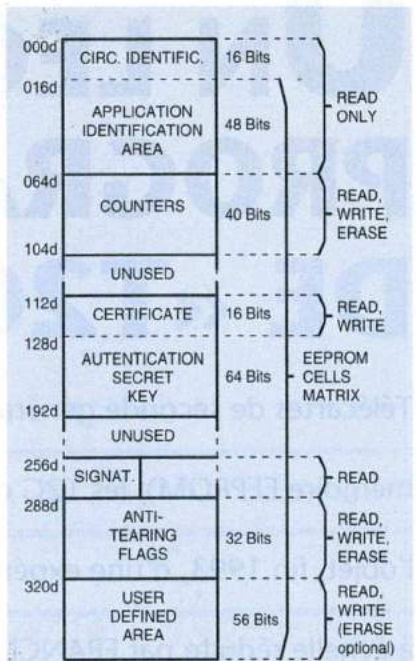 000d
CIRC. IDENTIFIC.
16 Bits
016d
READ
ONLY
APPLICATION
IDENTIFICATION
AREA
48 Bits
064d
COUNTERS
40 Bits
READ,
WRITE,
ERASE
104d
UNUSED
112d
CERTIFICATE
16 Bits
READ,
WRITE
128d
AUTENTICATION
SECRET
KEY
64 Bits
EEPROM
CELLS
MATRIX
192d
UNUSED
256d
SIGNAT.
READ
288d
ANTI-
TEARING
FLAGS
32 Bits
READ,
WRITE,
ERASE
320d
USER
DEFINED
AREA
56 Bits
READ,
WRITE
(ERASE
optional)